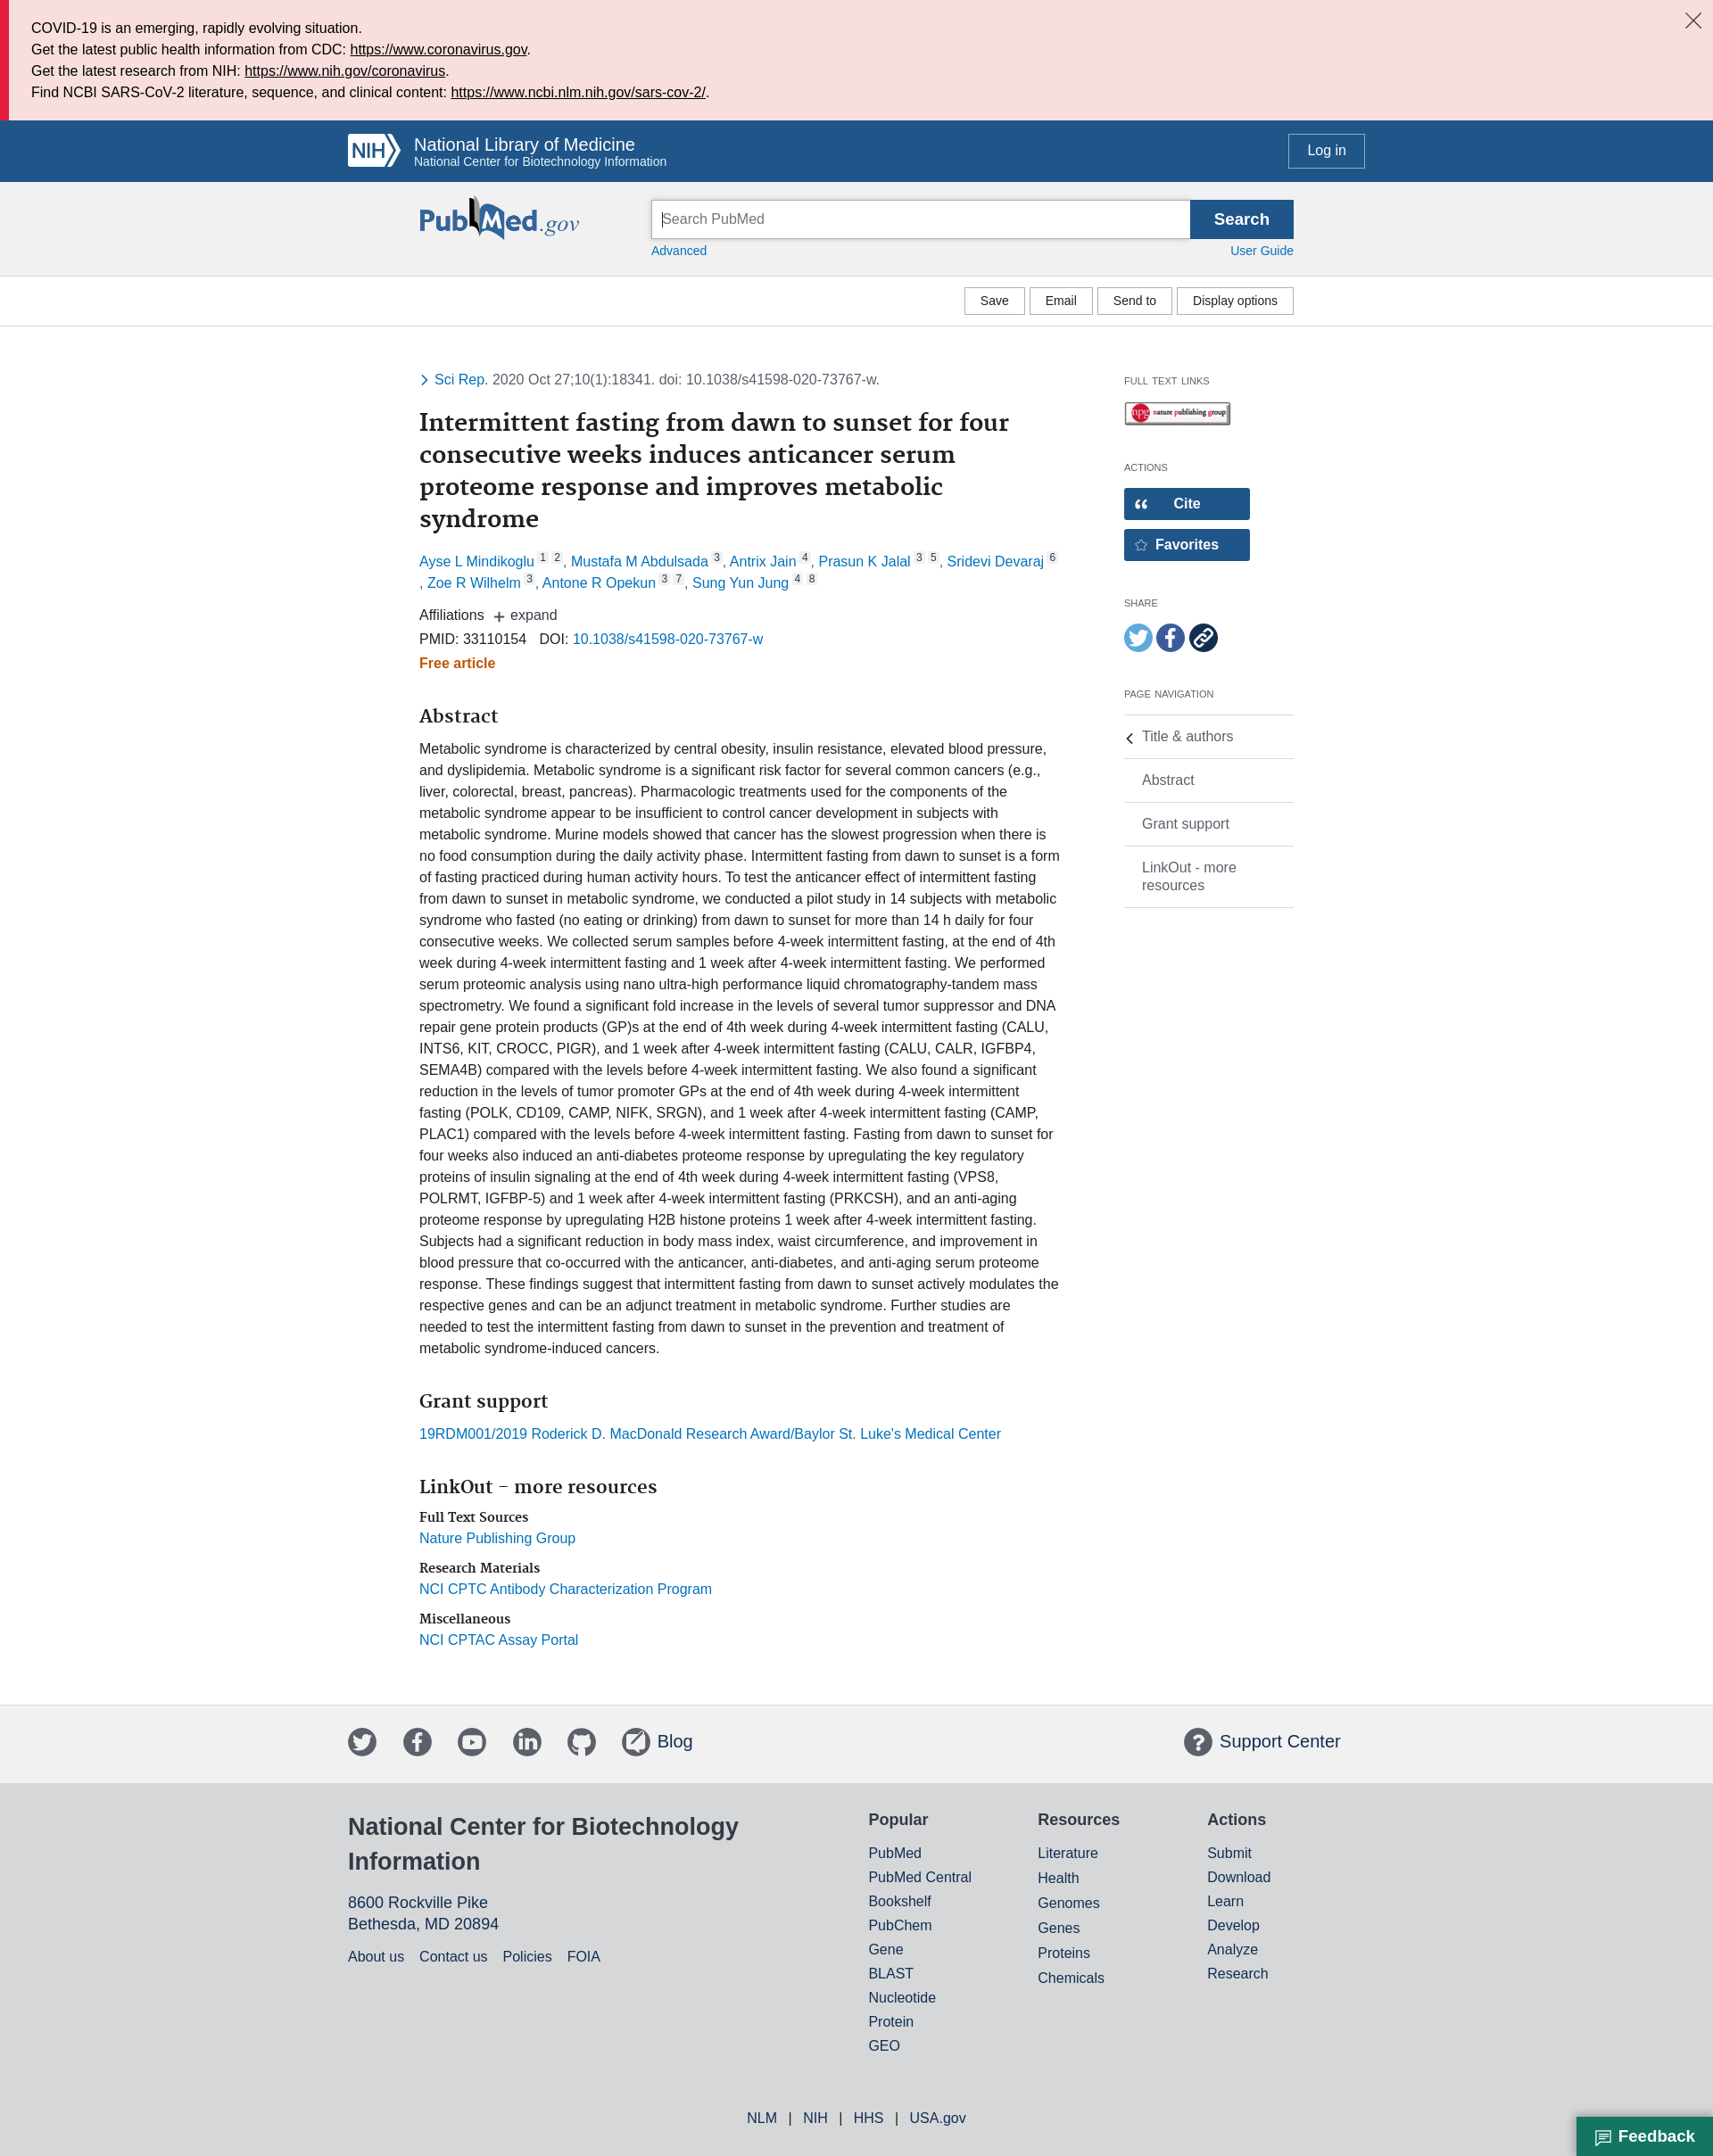 COVID-19 is an emerging, rapidly evolving situation.
Get the latest public health information from CDC: https://www.coronavirus.gov.
Get the latest research from NIH: https://www.nih.gov/coronavirus.
Find NCBI SARS-CoV-2 literature, sequence, and clinical content: https://www.ncbi.nlm.nih.gov/sars-cov-2/.
NIH
National Library of Medicine
National Center for Biotechnology Information
Log in
PubMed.gov
Search PubMed
Search
Advanced
User Guide
Save
Email
Send to
Display options
Sci Rep. 2020 Oct 27;10(1):18341. doi: 10.1038/s41598-020-73767-w.
Intermittent fasting from dawn to sunset for four
consecutive weeks induces anticancer serum
proteome response and improves metabolic
syndrome
Ayse L Mindikoglu 1 2, Mustafa M Abdulsada 3, Antrix Jain 4, Prasun K Jalal 3 5, Sridevi Devaraj 6
, Zoe R Wilhelm 3, Antone R Opekun 3 7, Sung Yun Jung 4 8
Affiliations + expand
PMID: 33110154 DOI: 10.1038/s41598-020-73767-w
Free article
Abstract
Metabolic syndrome is characterized by central obesity, insulin resistance, elevated blood pressure,
and dyslipidemia. Metabolic syndrome is a significant risk factor for several common cancers (e.g.,
liver, colorectal, breast, pancreas). Pharmacologic treatments used for the components of the
metabolic syndrome appear to be insufficient to control cancer development in subjects with
metabolic syndrome. Murine models showed that cancer has the slowest progression when there is
no food consumption during the daily activity phase. Intermittent fasting from dawn to sunset is a form
of fasting practiced during human activity hours. To test the anticancer effect of intermittent fasting
from dawn to sunset in metabolic syndrome, we conducted a pilot study in 14 subjects with metabolic
syndrome who fasted (no eating or drinking) from dawn to sunset for more than 14 h daily for four
consecutive weeks. We collected serum samples before 4-week intermittent fasting, at the end of 4th
week during 4-week intermittent fasting and 1 week after 4-week intermittent fasting. We performed
serum proteomic analysis using nano ultra-high performance liquid chromatography-tandem mass
spectrometry. We found a significant fold increase in the levels of several tumor suppressor and DNA
repair gene protein products (GP)s at the end of 4th week during 4-week intermittent fasting (CALU,
INTS6, KIT, CROCC, PIGR), and 1 week after 4-week intermittent fasting (CALU, CALR, IGFBP4,
SEMA4B) compared with the levels before 4-week intermittent fasting. We also found a significant
reduction in the levels of tumor promoter GPs at the end of 4th week during 4-week intermittent
fasting (POLK, CD109, CAMP, NIFK, SRGN), and 1 week after 4-week intermittent fasting (CAMP,
PLAC1) compared with the levels before 4-week intermittent fasting. Fasting from dawn to sunset for
four weeks also induced an anti-diabetes proteome response by upregulating the key regulatory
proteins of insulin signaling at the end of 4th week during 4-week intermittent fasting (VPS8,
POLRMT, IGFBP-5) and 1 week after 4-week intermittent fasting (PRKCSH), and an anti-aging
proteome response by upregulating H2B histone proteins 1 week after 4-week intermittent fasting.
Subjects had a significant reduction in body mass index, waist circumference, and improvement in
blood pressure that co-occurred with the anticancer, anti-diabetes, and anti-aging serum proteome
response. These findings suggest that intermittent fasting from dawn to sunset actively modulates the
respective genes and can be an adjunct treatment in metabolic syndrome. Further studies are
needed to test the intermittent fasting from dawn to sunset in the prevention and treatment of
metabolic syndrome-induced cancers.
Grant support
19RDM001/2019 Roderick D. MacDonald Research Award/Baylor St. Luke's Medical Center
LinkOut - more resources
Full Text Sources
Nature Publishing Group
Research Materials
NCI CPTC Antibody Characterization Program
Miscellaneous
NCI CPTAC Assay Portal
FULL TEXT LINKS
npg nature publishing group
ACTIONS
Cite
Favorites
SHARE
PAGE NAVIGATION
Title & authors
Abstract
Grant support
LinkOut - more
resources
Blog
Support Center
National Center for Biotechnology
Information
8600 Rockville Pike
Bethesda, MD 20894
About us Contact us Policies FOIA
Popular
PubMed
PubMed Central
Bookshelf
PubChem
Gene
BLAST
Nucleotide
Protein
GEO
Resources
Literature
Health
Genomes
Genes
Proteins
Chemicals
Actions
Submit
Download
Learn
Develop
Analyze
Research
NLM | NIH | HHS | USA.gov
Feedback